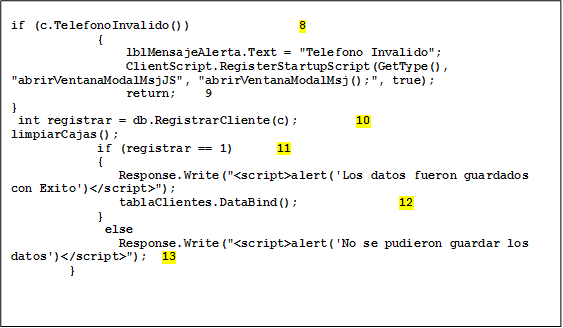 if (c.TelefonoInvalido()) 8
{
lblMensajeAlerta.Text = "Telefono Invalido";
ClientScript.RegisterStartupScript(GetType(),
"abrirVentanaModalMsjJS", "abrirVentanaModalMsj();", true);
return; 9
}
int registrar = db.RegistrarCliente(c); 10
limpiarCajas();
if (registrar == 1) 11
{
Response.Write("<script>alert('Los datos fueron guardados
con Exito')</script>");
tablaClientes.DataBind(); 12
}
else
Response.Write("<script>alert('No se pudieron guardar los
datos')</script>"); 13
}